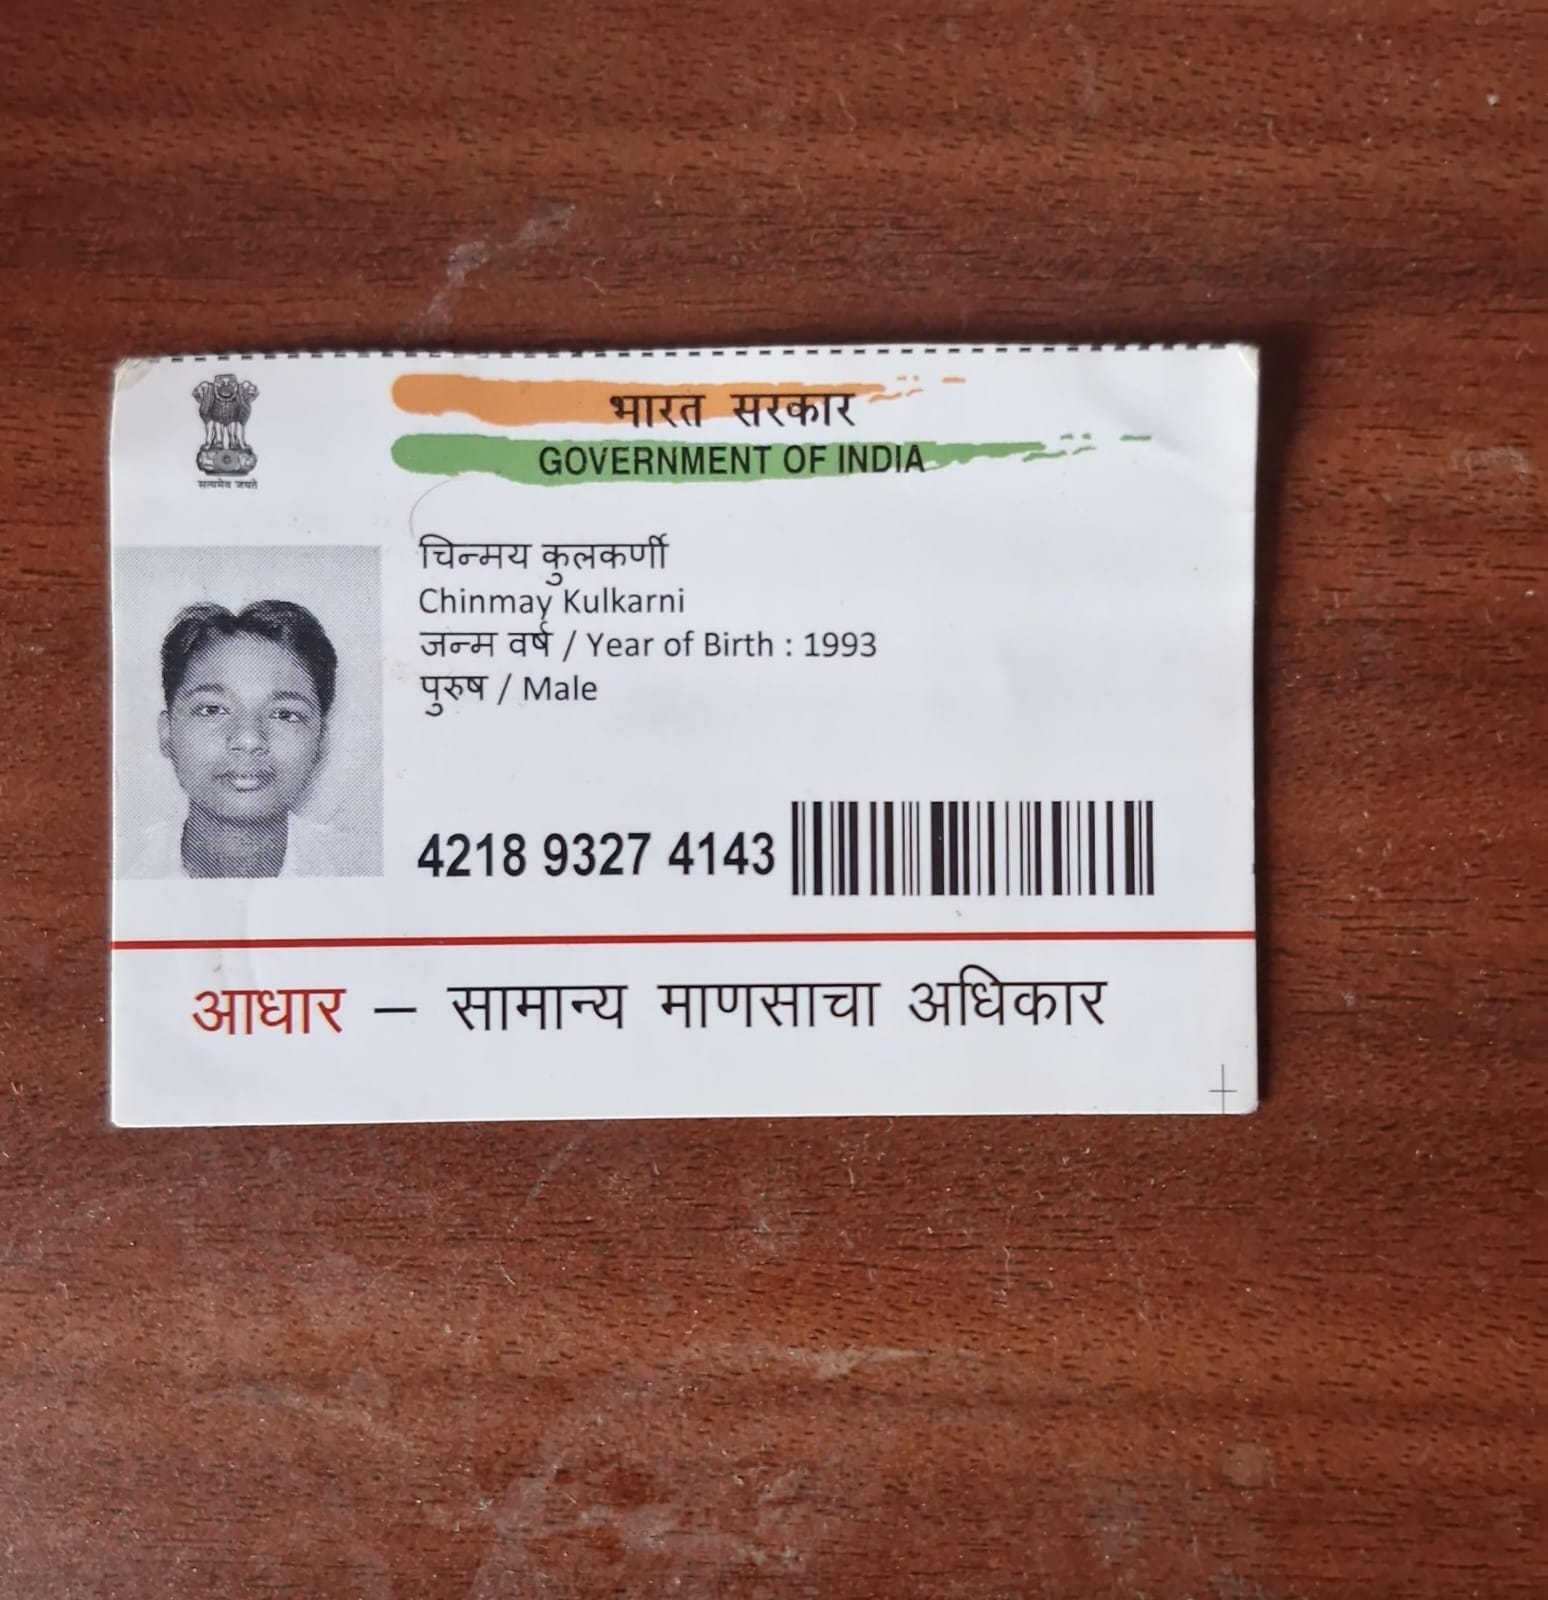 भारत सरकार
GOVERNMENT OF INDIA
सत्यमेव जयते
चिन्मय कुलकर्णी
Chinmay Kulkarni
जन्म वर्ष / Year of Birth : 1993
पुरुष / Male
4218 9327 4143
आधार – सामान्य माणसाचा अधिकार